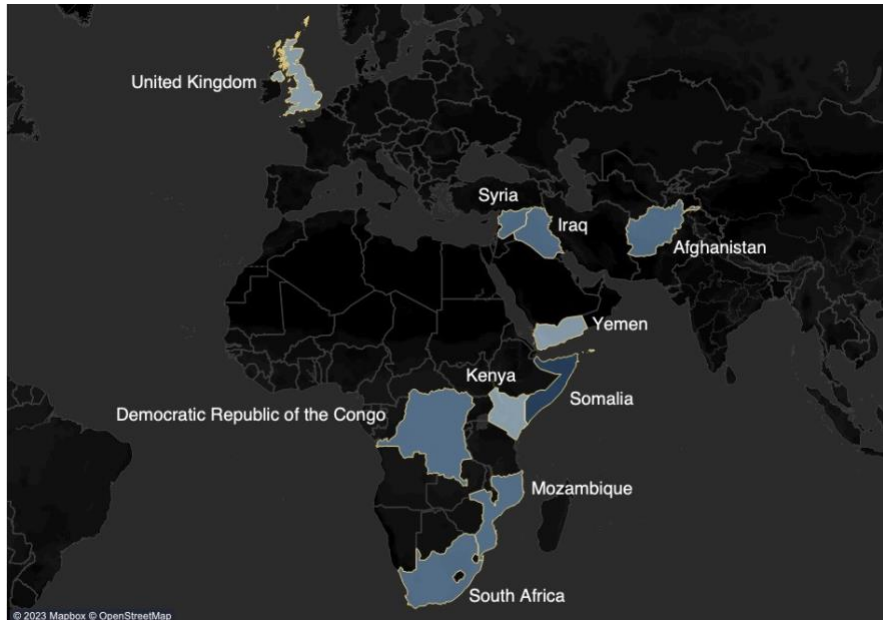 United Kingdom
Syria
Iraq
Afghanistan
Yemen
Kenya
Somalia
Democratic Republic of the Congo
Mozambique
South Africa
© 2023 Mapbox © OpenStreetMap